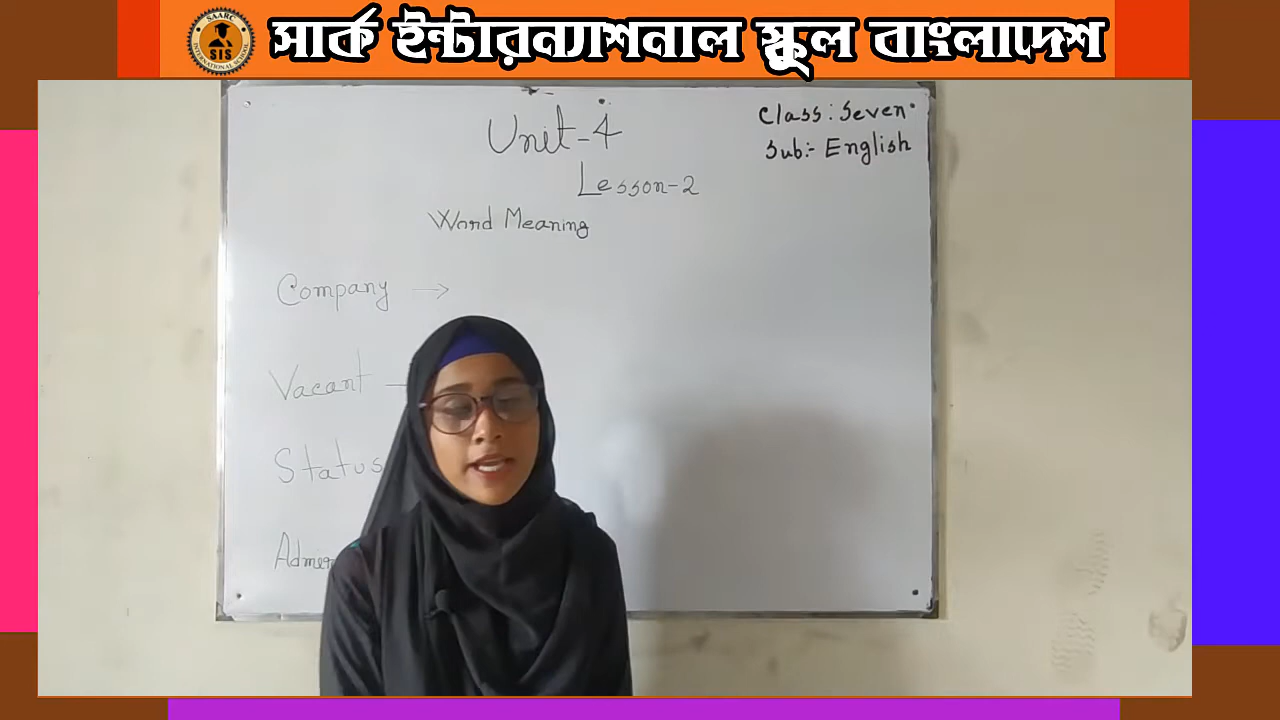 সার্ক ইন্টারন্যাশনাল স্কুল বাংলাদেশ
SAARC
SIS
INTERNATIONAL SCHOOL
Class: Seven
Sub:- English
Unit-4
Lesson-2
Word Meaning
Company →
Vacant
Status